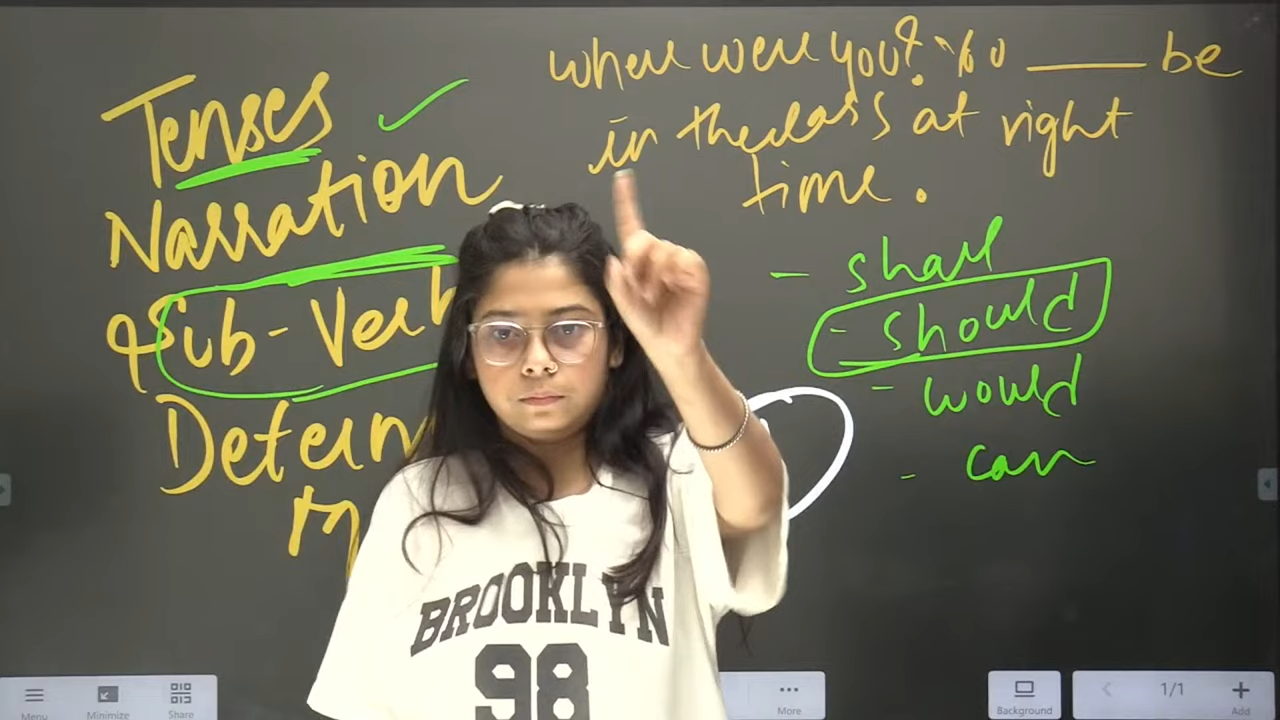 Tenses
Narration
Sub-Verb
Determ
where were you? You ____ be
in the class at right
time.
- shall
- should
- would
- can
BROOKLYN
98
Menu
Minimize
Share
More
Background
1/1
Add